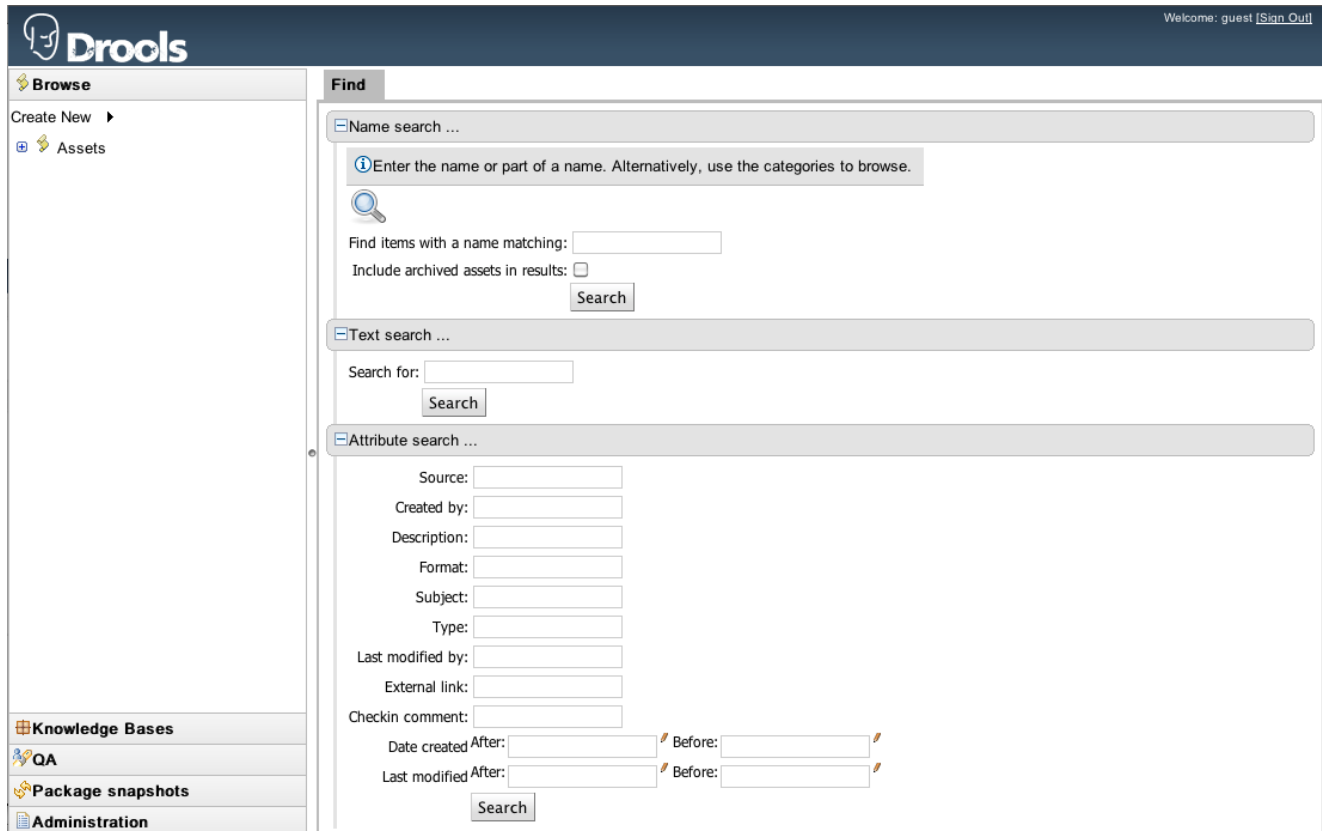 Welcome: guest [Sign Out]
Drools
Browse
Create New
Assets
Knowledge Bases
QA
Package snapshots
Administration
Find
Name search ...
Enter the name or part of a name. Alternatively, use the categories to browse.
Find items with a name matching:
Include archived assets in results:
Search
Text search ...
Search for:
Search
Attribute search ...
Source:
Created by:
Description:
Format:
Subject:
Type:
Last modified by:
External link:
Checkin comment:
Date created After: Before:
Last modified After: Before:
Search